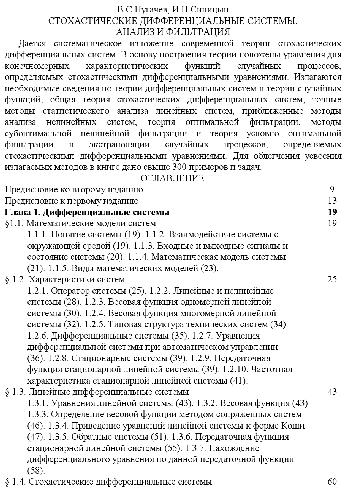 В.С.Пугачев, И.Н.Синицын.
СТОХАСТИЧЕСКИЕ ДИФФЕРЕНЦИАЛЬНЫЕ СИСТЕМЫ.
АНАЛИЗ И ФИЛЬТРАЦИЯ
Дается систематическое изложение современной теории стохастических
дифференциальных систем. В основу построения теории положены уравнения для
конечномерных характеристических функций случайных процессов,
определяемых стохастическими дифференциальными уравнениями. Излагаются
необходимые сведения по теории дифференциальных систем и теории случайных
функций, общая теория стохастических дифференциальных систем, точные
методы статистического анализа линейных систем, приближенные методы
анализа нелинейных систем, теория оптимальной фильтрации, методы
субоптимальной нелинейной фильтрации и теория условно оптимальной
фильтрации и экстраполяции случайных процессов, определяемых
стохастическими дифференциальными уравнениями. Для облегчения усвоения
излагаемых методов в книге дано свыше 300 примеров и задач.
ОГЛАВЛЕНИЕ
Предисловие ко второму изданию 9
Предисловие к первому изданию 13
Глава 1. Дифференциальные системы 19
§1.1. Математические модели систем 19
1.1.1. Понятие системы (19). 1.1.2. Взаимодействие системы с
окружающей средой (19). 1.1.3. Входные и выходные сигналы и
состояние системы (20). 1.1.4. Математическая модель системы
(21). 1.1.5. Виды математических моделей (23).
§ 1.2. Характеристики систем 25
1.2.1. Оператор системы (25). 1.2.2. Линейные и нелинейные
системы (28). 1.2.3. Весовая функция одномерной линейной
системы (30). 1.2.4. Весовая функция многомерной линейной
системы (32). 1.2.5. Типовая структура технических систем (34)
1.2.6. Дифференциальные системы (35). 1.2.7. Уравнения
дифференциальной системы при автоматическом управлении
(36). 1.2.8. Стационарные системы (39). 1.2.9. Передаточная
функция стационарной линейной системы (39). 1.2.10. Частотная
характеристика стационарной линейной системы (41).
§ 1.3. Линейные дифференциальные системы 43
1.3.1. Уравнения линейной системы (43). 1.3.2. Весовая функция (43)
1.3.3. Определение весовой функции методом сопряженных систем
(46). 1.3.4. Приведение уравнений линейной системы к форме Коши
(47). 1.3.5. Обратные системы (51). 1.3.6. Передаточная функция
стационарной линейной системы (55). 1.3.7. Нахождение
дифференциального уравнения по данной передаточной функции
(58).
§ 1.4. Стохастические дифференциальные системы 60